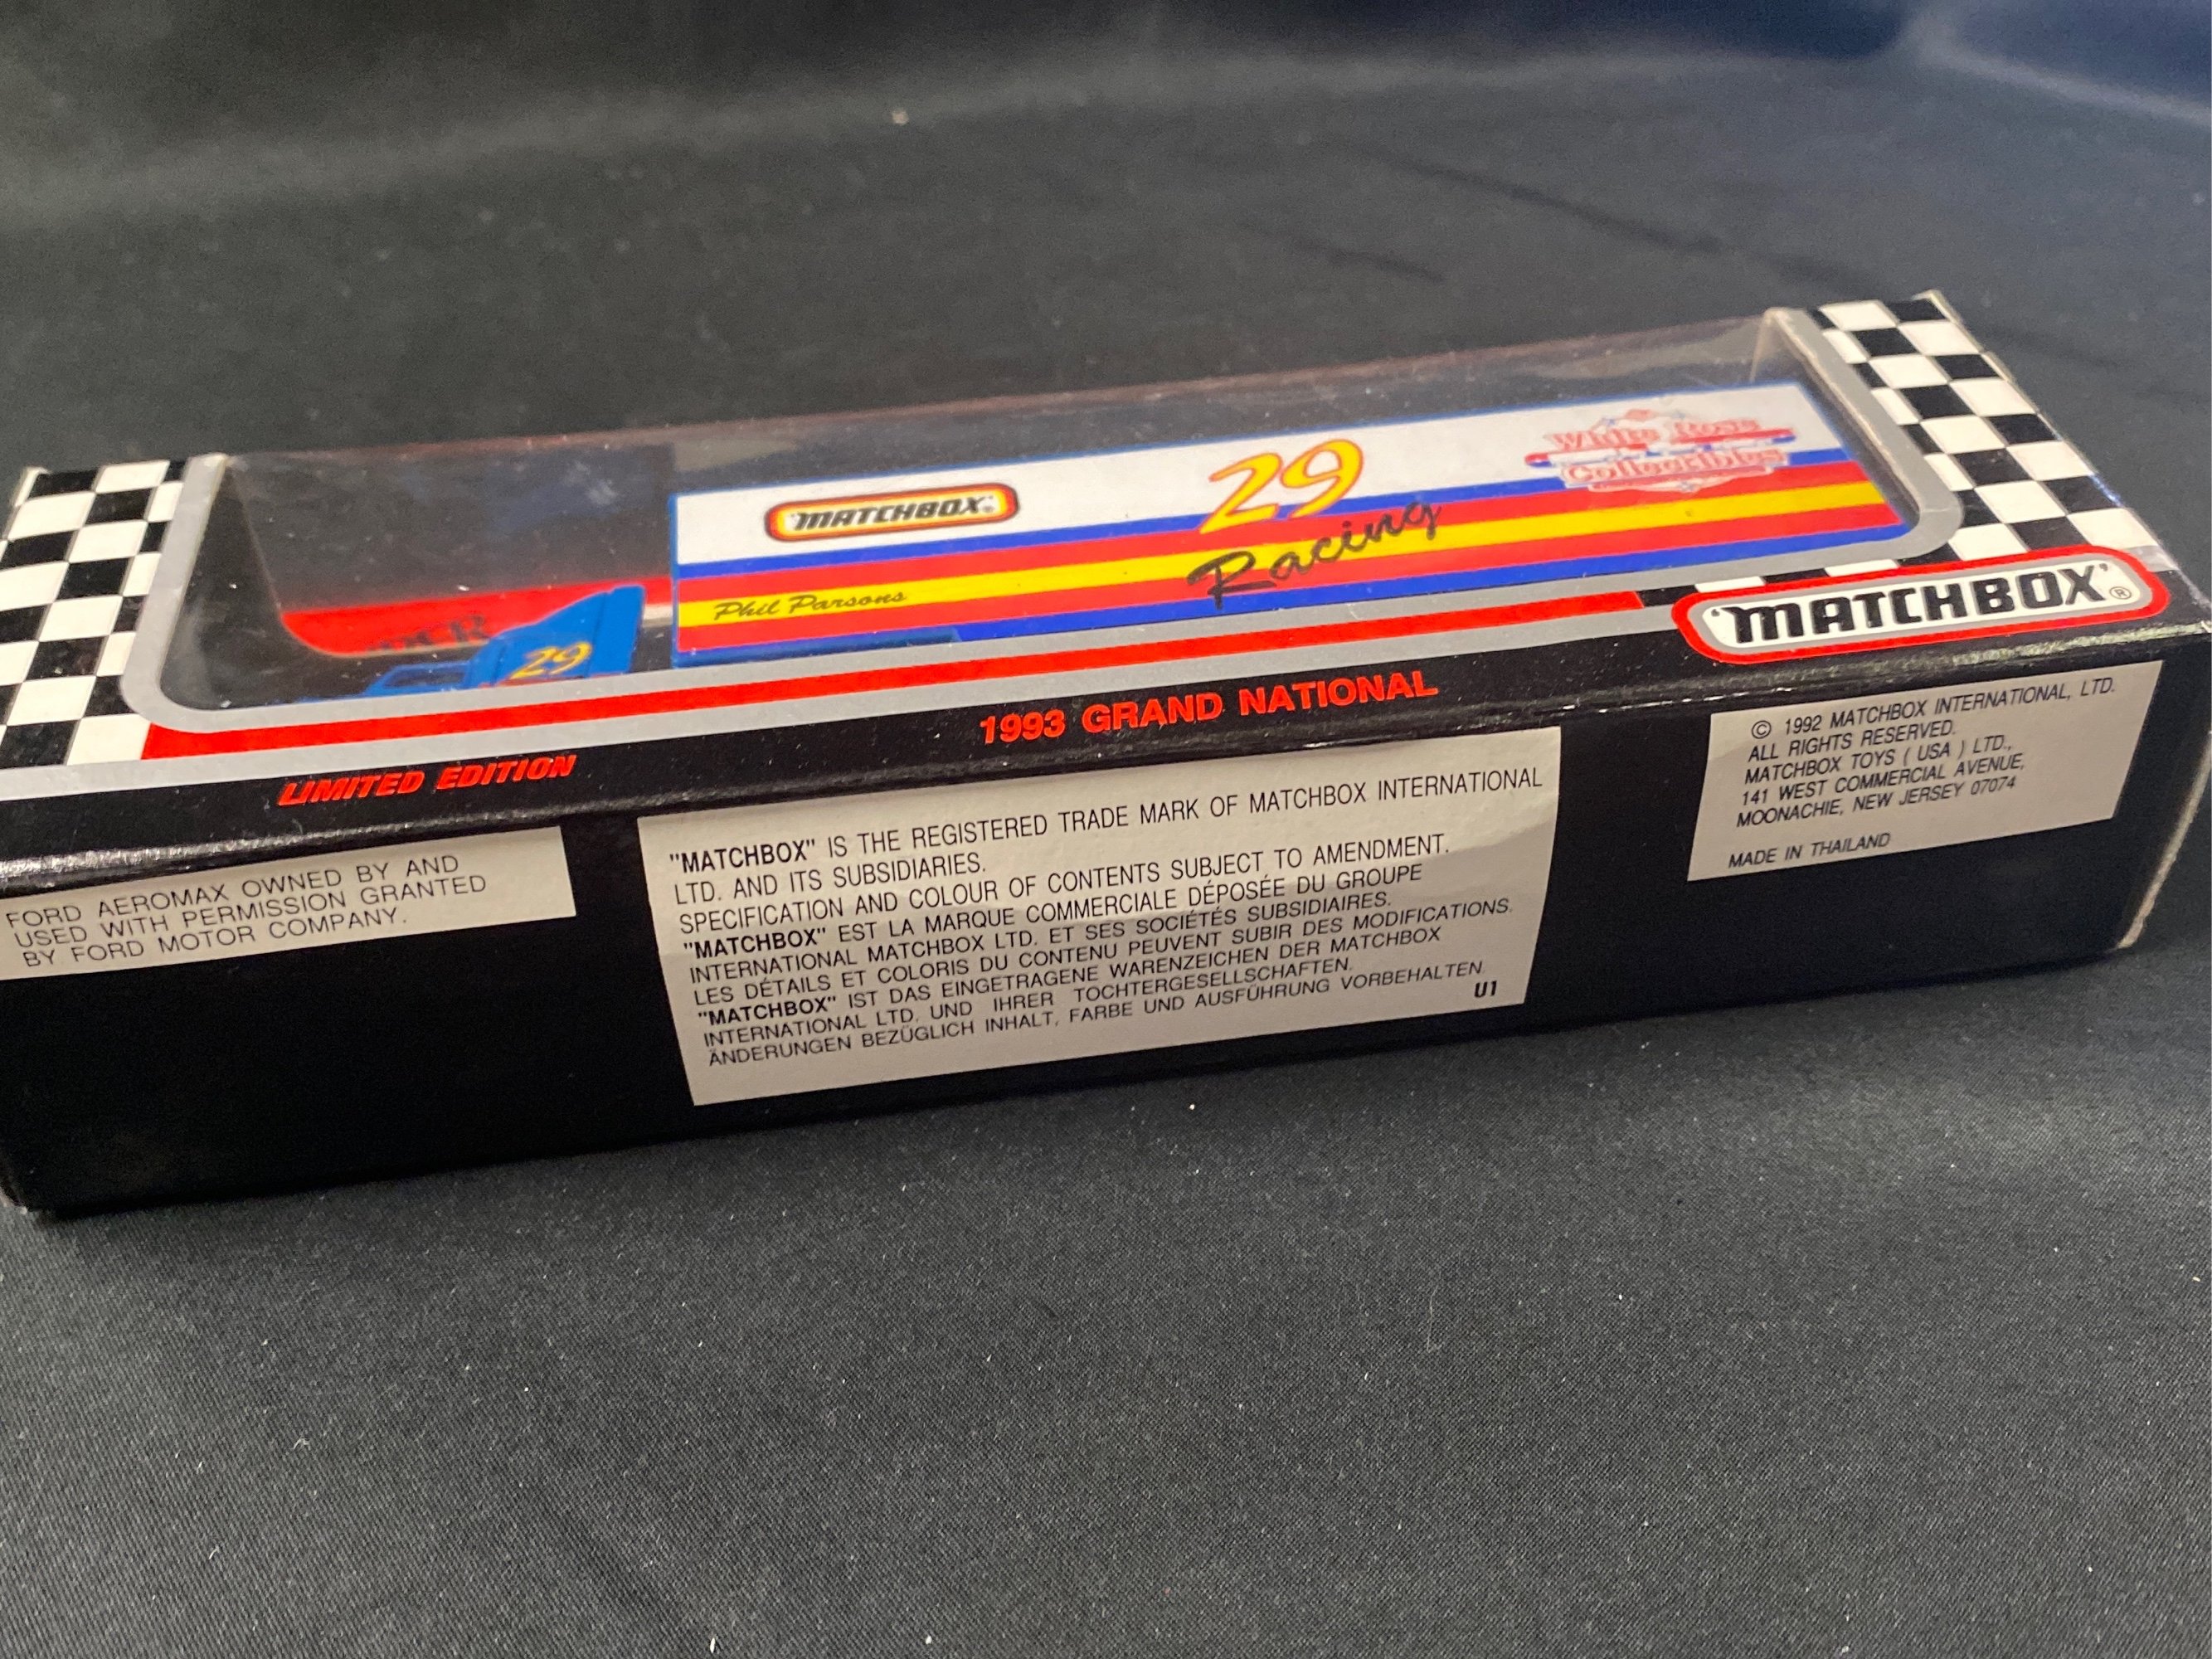 MATCHBOX
29
White Rose
Collectibles
Racing
Phil Parsons
29
"MATCHBOX"®
1993 GRAND NATIONAL
LIMITED EDITION
FORD AEROMAX OWNED BY AND
USED WITH PERMISSION GRANTED
BY FORD MOTOR COMPANY.
"MATCHBOX" IS THE REGISTERED TRADE MARK OF MATCHBOX INTERNATIONAL
LTD. AND ITS SUBSIDIARIES.
SPECIFICATION AND COLOUR OF CONTENTS SUBJECT TO AMENDMENT.
"MATCHBOX" EST LA MARQUE COMMERCIALE DÉPOSÉE DU GROUPE
INTERNATIONAL MATCHBOX LTD. ET SES SOCIÉTÉS SUBSIDIAIRES.
LES DÉTAILS ET COLORIS DU CONTENU PEUVENT SUBIR DES MODIFICATIONS.
"MATCHBOX" IST DAS EINGETRAGENE WARENZEICHEN DER MATCHBOX
INTERNATIONAL LTD. UND IHRER TOCHTERGESELLSCHAFTEN.
ÄNDERUNGEN BEZÜGLICH INHALT, FARBE UND AUSFÜHRUNG VORBEHALTEN.
U1
© 1992 MATCHBOX INTERNATIONAL, LTD.
ALL RIGHTS RESERVED.
MATCHBOX TOYS ( USA ) LTD.,
141 WEST COMMERCIAL AVENUE,
MOONACHIE, NEW JERSEY 07074
MADE IN THAILAND